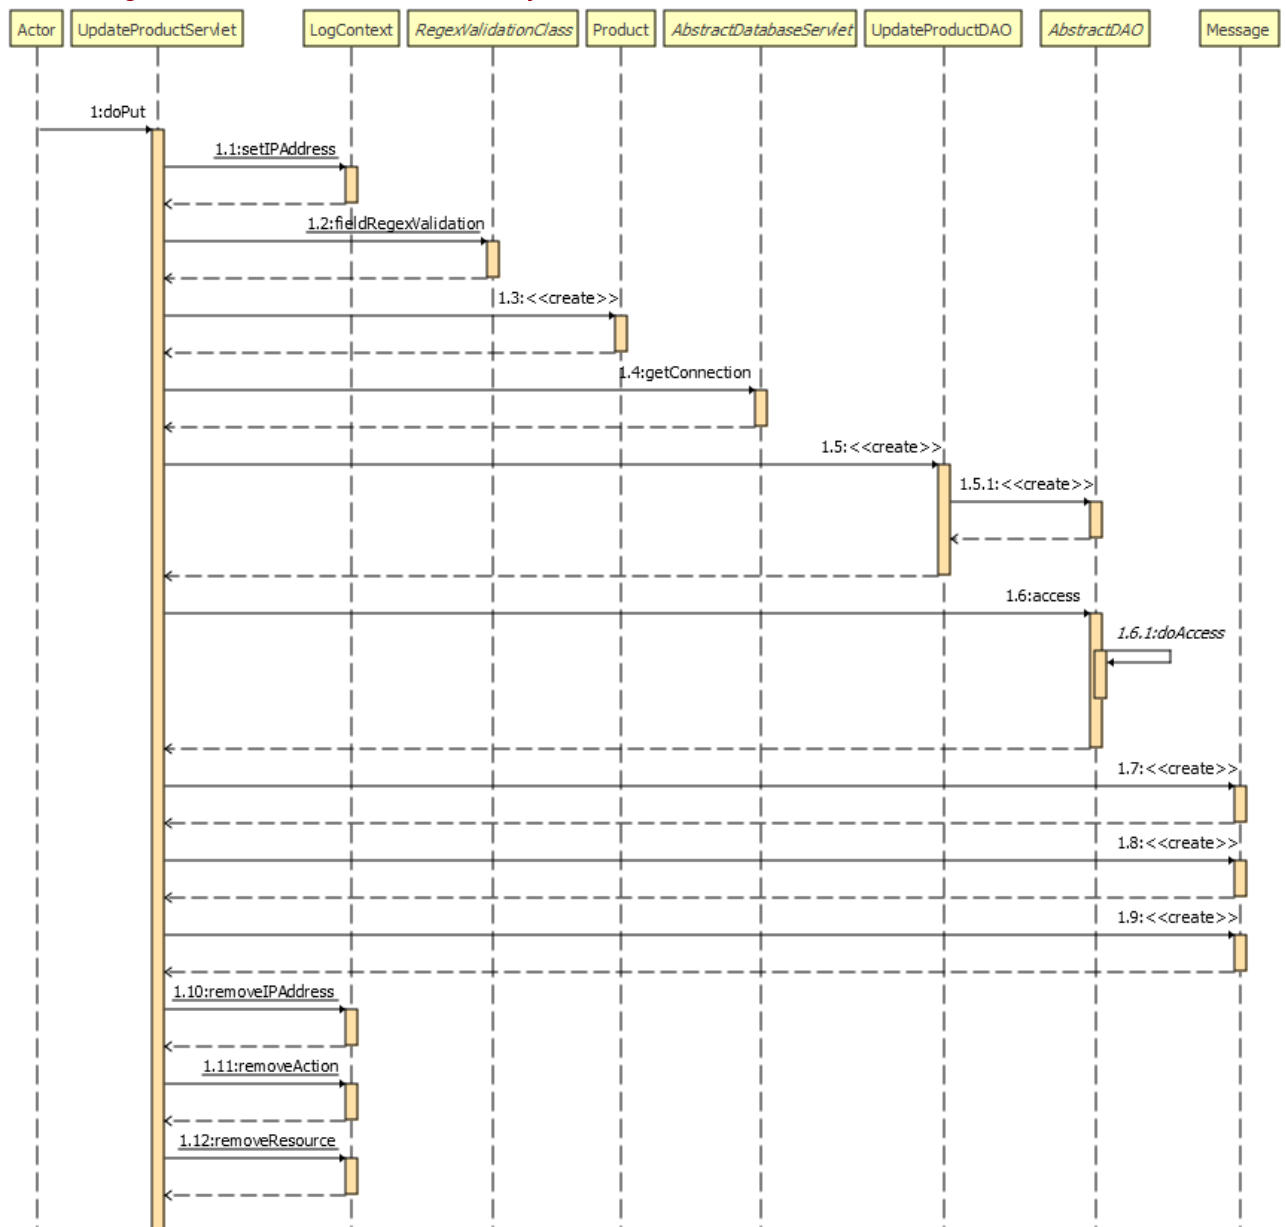 Actor UpdateProductServlet LogContext RegexValidationClass Product AbstractDatabaseServlet UpdateProductDAO AbstractDAO Message
1:doPut
1.1:setIPAddress
1.2:fieldRegexValidation
1.3:<<create>>
1.4:getConnection
1.5:<<create>>
1.5.1:<<create>>
1.6:access
1.6.1:doAccess
1.7:<<create>>
1.8:<<create>>
1.9:<<create>>
1.10:removeIPAddress
1.11:removeAction
1.12:removeResource